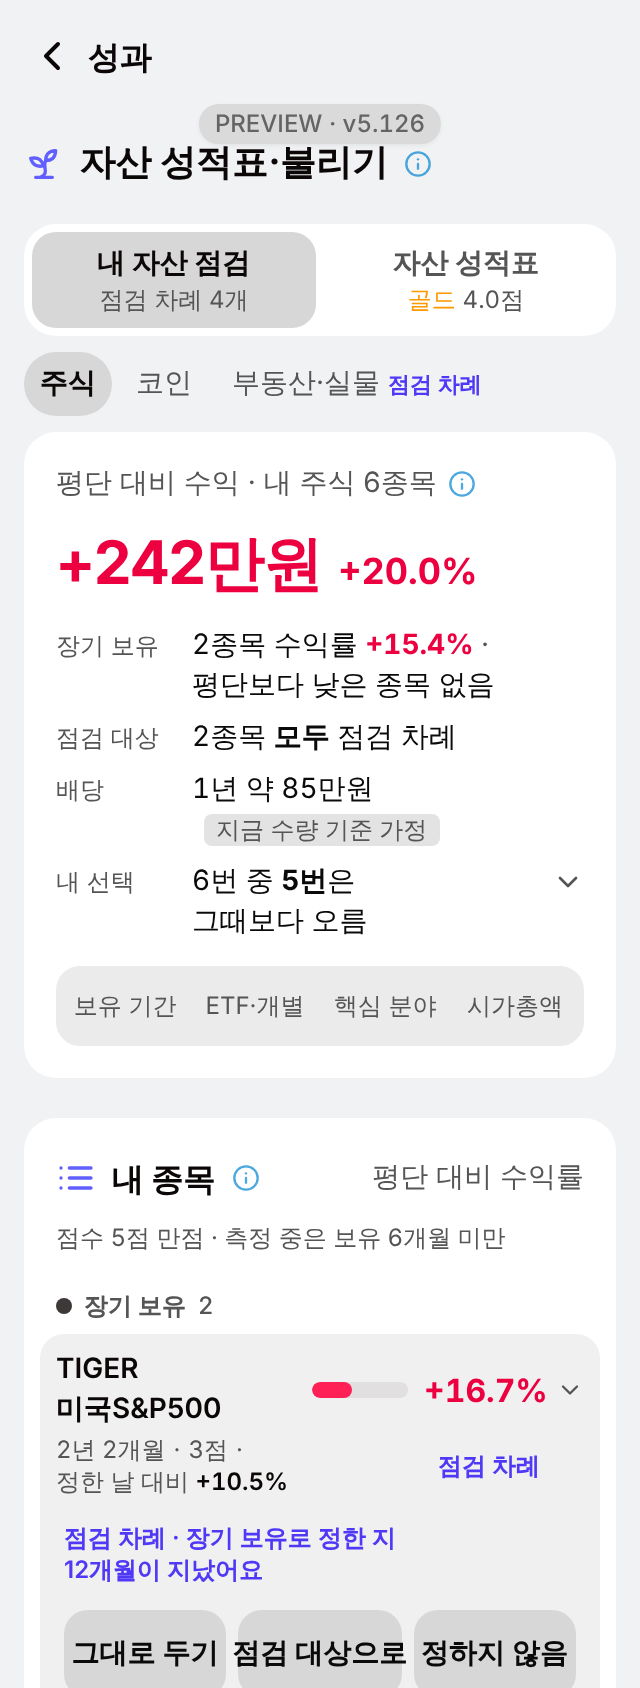 성과
PREVIEW · v5.126
자산 성적표·불리기
내 자산 점검
점검 차례 4개
자산 성적표
골드 4.0점
주식 코인 부동산·실물 점검 차례
평단 대비 수익 · 내 주식 6종목
+242만원 +20.0%
장기 보유 2종목 수익률 +15.4% ·
평단보다 낮은 종목 없음
점검 대상 2종목 모두 점검 차례
배당 1년 약 85만원
지금 수량 기준 가정
내 선택 6번 중 5번은
그때보다 오름
보유 기간 ETF·개별 핵심 분야 시가총액
내 종목 평단 대비 수익률
점수 5점 만점 · 측정 중은 보유 6개월 미만
장기 보유 2
TIGER
미국S&P500
+16.7%
2년 2개월 · 3점 ·
정한 날 대비 +10.5%
점검 차례
점검 차례 · 장기 보유로 정한 지
12개월이 지났어요
그대로 두기 점검 대상으로 정하지 않음